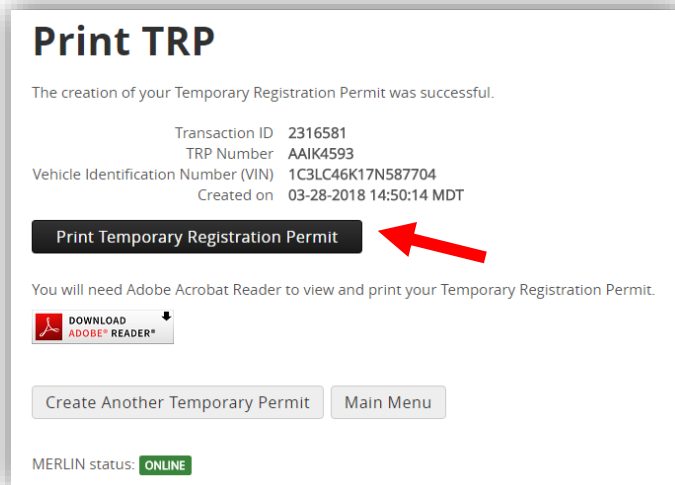 Print TRP
The creation of your Temporary Registration Permit was successful.
Transaction ID 2316581
TRP Number AAIK4593
Vehicle Identification Number (VIN) 1C3LC46K17N587704
Created on 03-28-2018 14:50:14 MDT
Print Temporary Registration Permit
You will need Adobe Acrobat Reader to view and print your Temporary Registration Permit.
DOWNLOAD
ADOBE® READER®
Create Another Temporary Permit Main Menu
MERLIN status: ONLINE